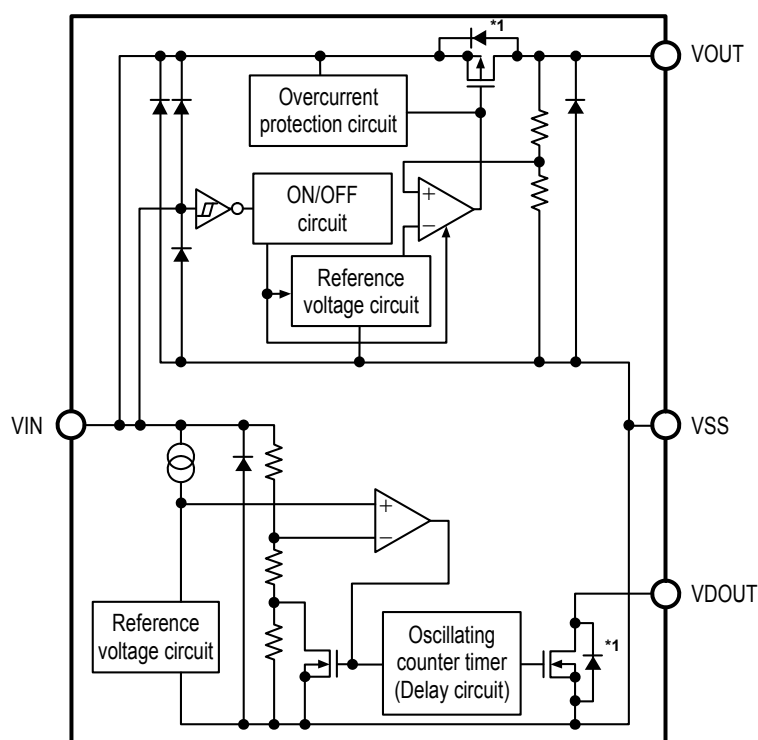 *1
VOUT
Overcurrent
protection circuit
ON/OFF
circuit
+
−
Reference
voltage circuit
VIN
VSS
+
−
VDOUT
Reference
voltage circuit
Oscillating
counter timer
(Delay circuit)
*1